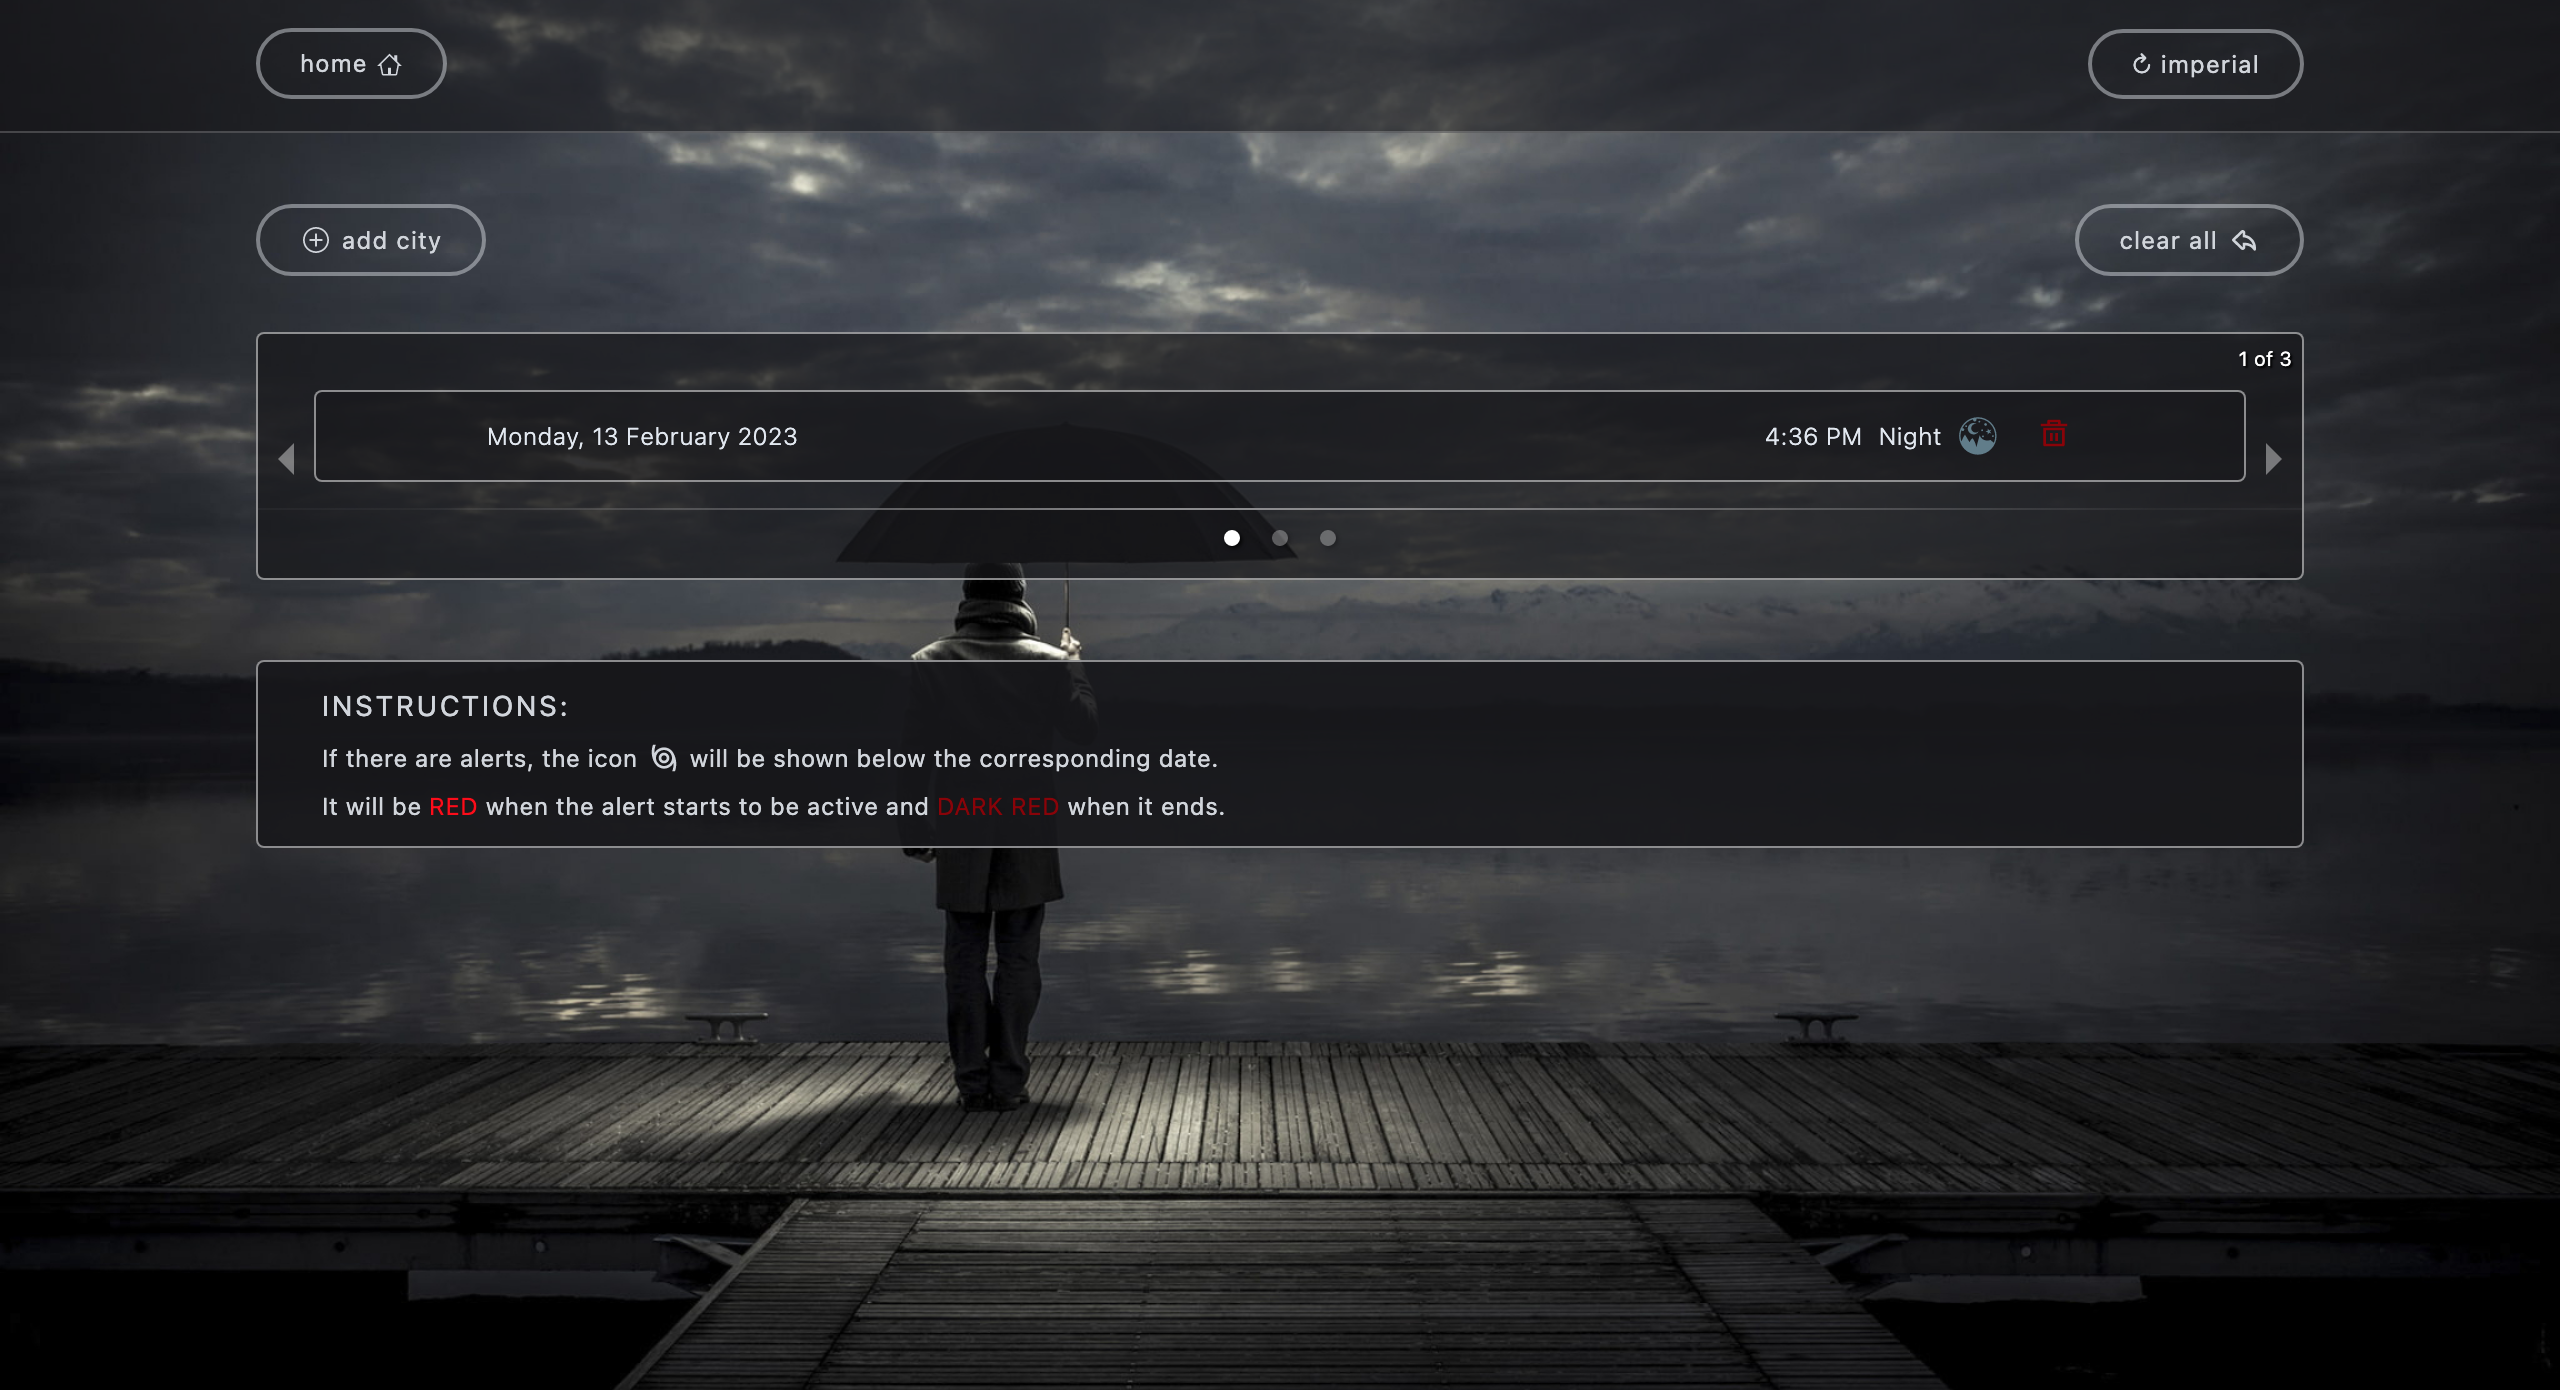 home
imperial
add city
clear all
1 of 3
Monday, 13 February 2023
4:36 PM Night
INSTRUCTIONS:
If there are alerts, the icon will be shown below the corresponding date.
It will be RED when the alert starts to be active and DARK RED when it ends.